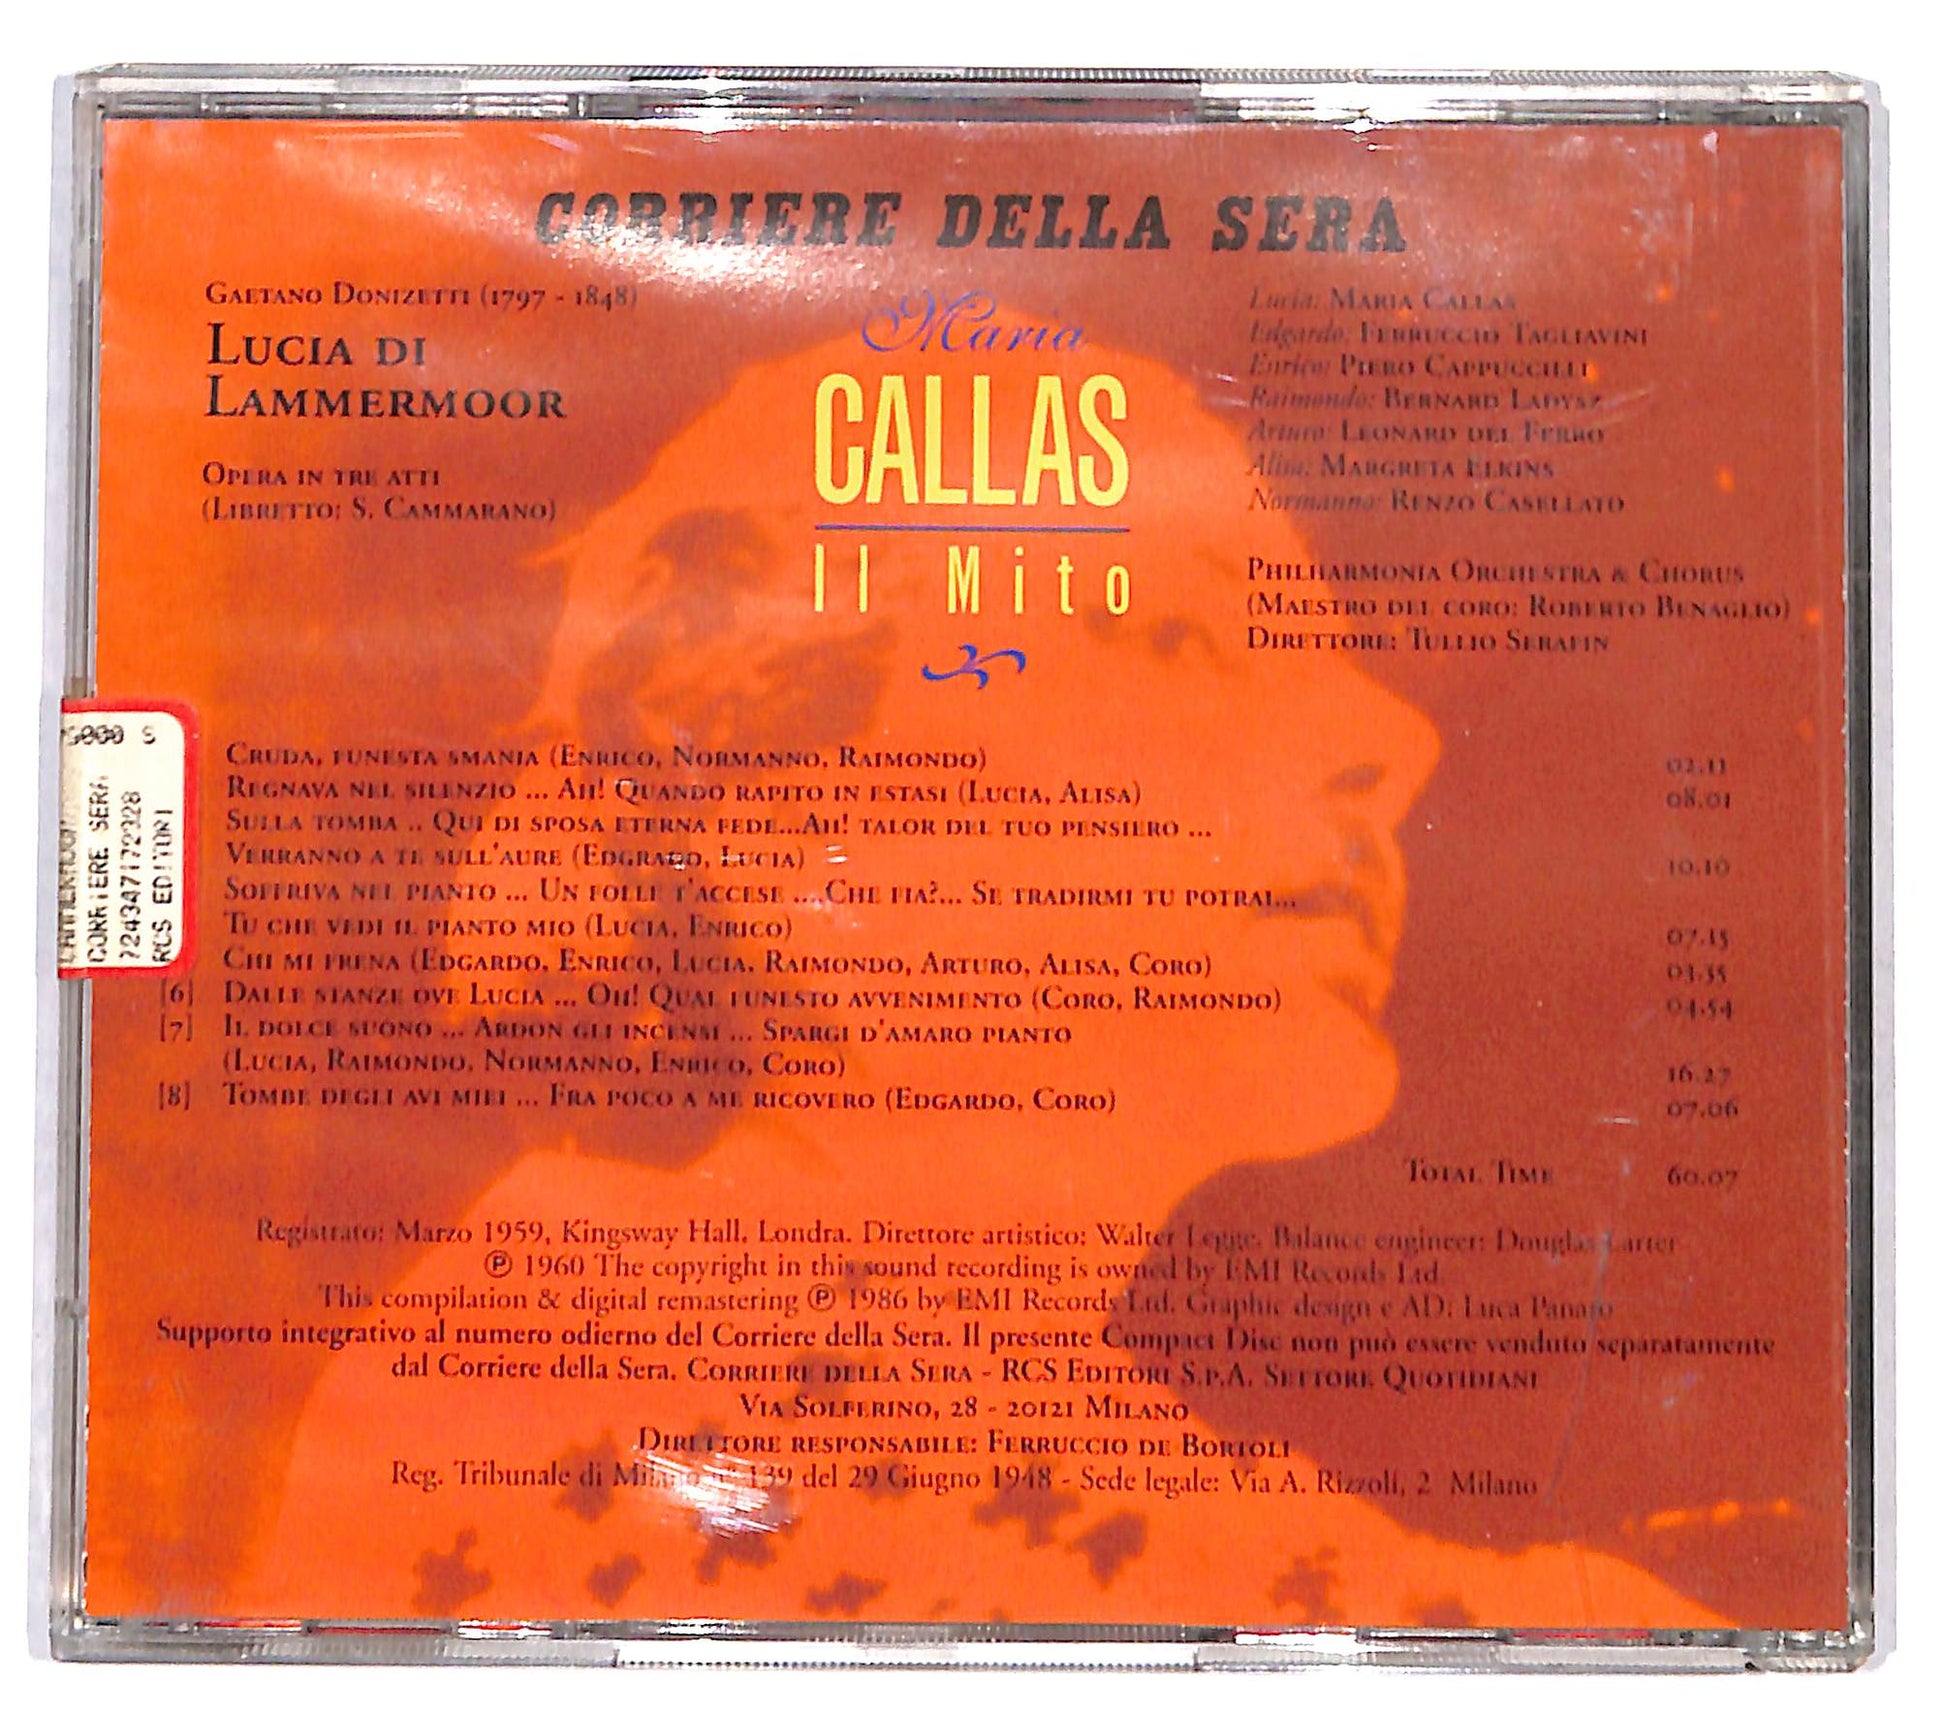 CORRIERE DELLA SERA
GAETANO DONIZETTI (1797 - 1848)
LUCIA DI
LAMMERMOOR
OPERA IN TRE ATTI
(LIBRETTO: S. CAMMARANO)
Maria
CALLAS
Il Mito
Lucia: MARIA CALLAS
Edgardo: FERRUCCIO TAGLIAVINI
Enrico: PIERO CAPPUCCILLI
Raimondo: BERNARD LADYSZ
Arturo: LEONARD DEL FERRO
Alisa: MARGRETA ELKINS
Normanno: RENZO CASELLATO
PHILHARMONIA ORCHESTRA & CHORUS
(MAESTRO DEL CORO: ROBERTO BENAGLIO)
DIRETTORE: TULLIO SERAFIN
5000 S
CORRIERE SERA
724347172328
RCS EDITORI
CRUDA, FUNESTA SMANIA (ENRICO, NORMANNO, RAIMONDO) 02.11
REGNAVA NEL SILENZIO ... AH! QUANDO RAPITO IN ESTASI (LUCIA, ALISA) 08.01
SULLA TOMBA .. QUI DI SPOSA ETERNA FEDE...AH! TALOR DEL TUO PENSIERO ...
VERRANNO A TE SULL'AURE (EDGRADO, LUCIA) 10.10
SOFFRIVA NEL PIANTO ... UN FOLLE T'ACCESE ....CHE FIA?... SE TRADIRMI TU POTRAI...
TU CHE VEDI IL PIANTO MIO (LUCIA, ENRICO) 07.15
CHI MI FRENA (EDGARDO, ENRICO, LUCIA, RAIMONDO, ARTURO, ALISA, CORO) 03.35
[6] DALLE STANZE OVE LUCIA ... OH! QUAL FUNESTO AVVENIMENTO (CORO, RAIMONDO) 04.54
[7] IL DOLCE SUONO ... ARDON GLI INCENSI ... SPARGI D'AMARO PIANTO
(LUCIA, RAIMONDO, NORMANNO, ENRICO, CORO) 16.27
[8] TOMBE DEGLI AVI MIEI ... FRA POCO A ME RICOVERO (EDGARDO, CORO) 07.06
TOTAL TIME 60.07
Registrato: Marzo 1959, Kingsway Hall, Londra. Direttore artistico: Walter Legge. Balance engineer: Douglas Larter
℗ 1960 The copyright in this sound recording is owned by EMI Records Ltd.
This compilation & digital remastering ℗ 1986 by EMI Records Ltd. Graphic design e AD: Luca Panaro
Supporto integrativo al numero odierno del Corriere della Sera. Il presente Compact Disc non può essere venduto separatamente
dal Corriere della Sera. CORRIERE DELLA SERA - RCS EDITORI S.P.A. SETTORE QUOTIDIANI
VIA SOLFERINO, 28 - 20121 MILANO
DIRETTORE RESPONSABILE: FERRUCCIO DE BORTOLI
Reg. Tribunale di Milano n° 139 del 29 Giugno 1948 - Sede legale: Via A. Rizzoli, 2 Milano